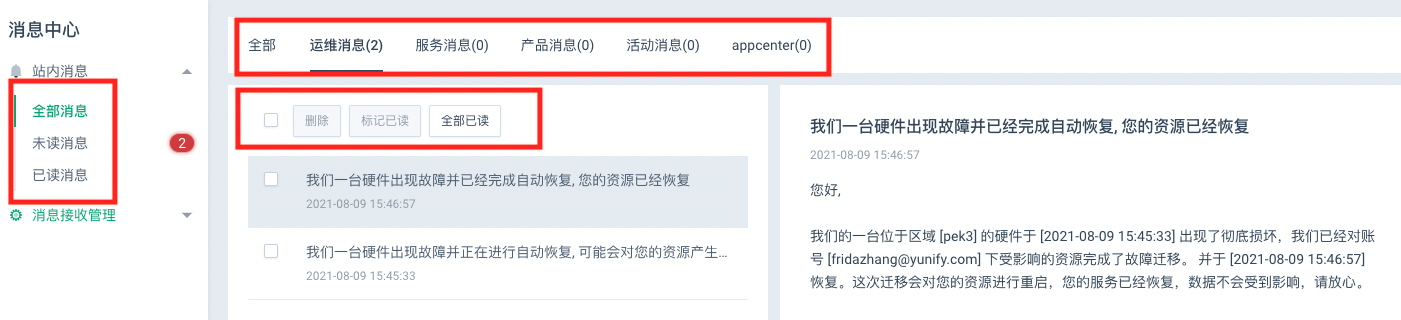 消息中心
站内消息
全部消息
未读消息 2
已读消息
消息接收管理
全部 运维消息(2) 服务消息(0) 产品消息(0) 活动消息(0) appcenter(0)
删除 标记已读 全部已读
我们一台硬件出现故障并已经完成自动恢复, 您的资源已经恢复
2021-08-09 15:46:57
我们一台硬件出现故障并正在进行自动恢复, 可能会对您的资源产生...
2021-08-09 15:45:33
我们一台硬件出现故障并已经完成自动恢复, 您的资源已经恢复
2021-08-09 15:46:57
您好,
我们的一台位于区域 [pek3] 的硬件于 [2021-08-09 15:45:33] 出现了彻底损坏，我们已经对账
号 [fridazhang@yunify.com] 下受影响的资源完成了故障迁移。 并于 [2021-08-09 15:46:57]
恢复。这次迁移会对您的资源进行重启，您的服务已经恢复，数据不会受到影响，请放心。